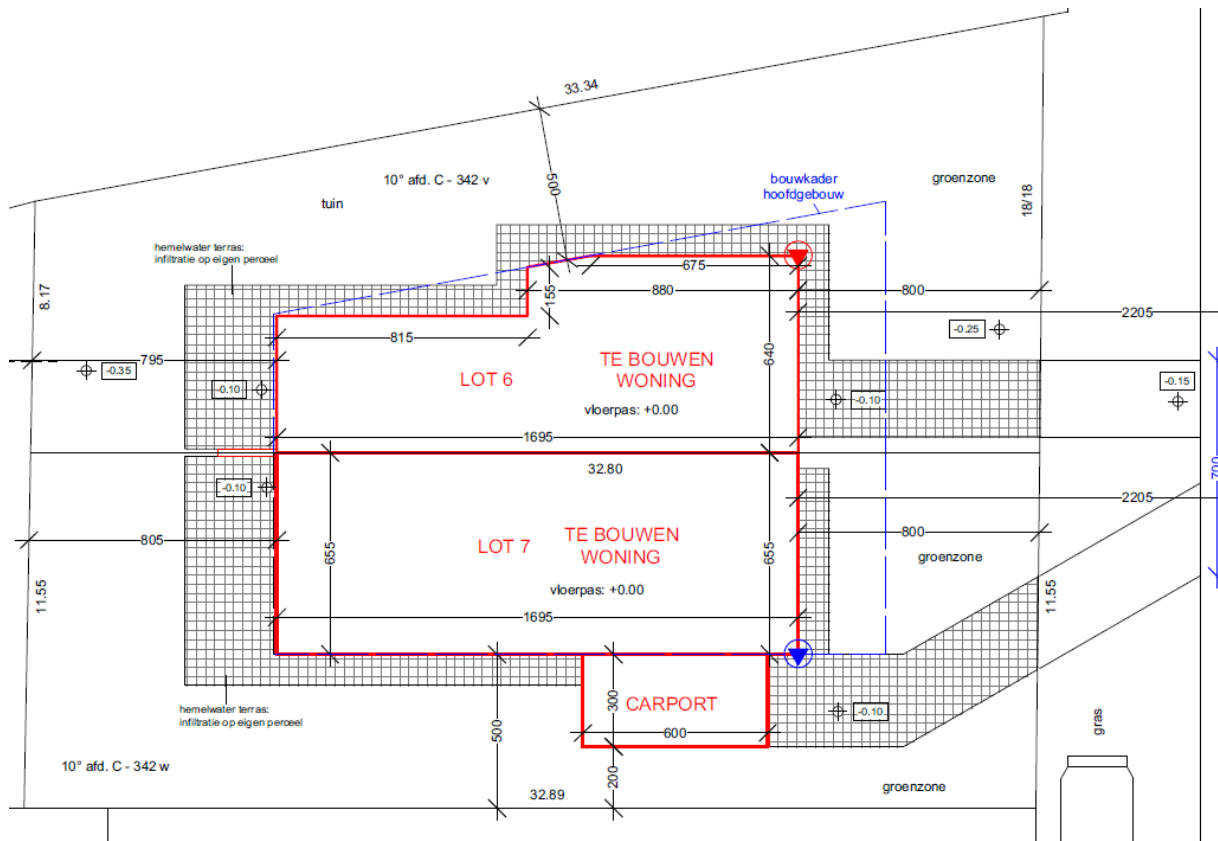 33.34
10° afd. C - 342 v
tuin
500
bouwkader
hoofdgebouw
groenzone
18/18
hemelwater terras:
infiltratie op eigen perceel
8.17
675
155
880
800
2205
815
795
-0.35
-0.10
LOT 6
TE BOUWEN
WONING
640
-0.25
-0.15
-0.10
vloerpas: +0.00
1695
32.80
700
-0.10
805
655
LOT 7
TE BOUWEN
WONING
655
800
2205
groenzone
vloerpas: +0.00
11.55
11.55
1695
hemelwater terras:
infiltratie op eigen perceel
500
300
CARPORT
600
-0.10
gras
10° afd. C - 342 w
200
32.89
groenzone